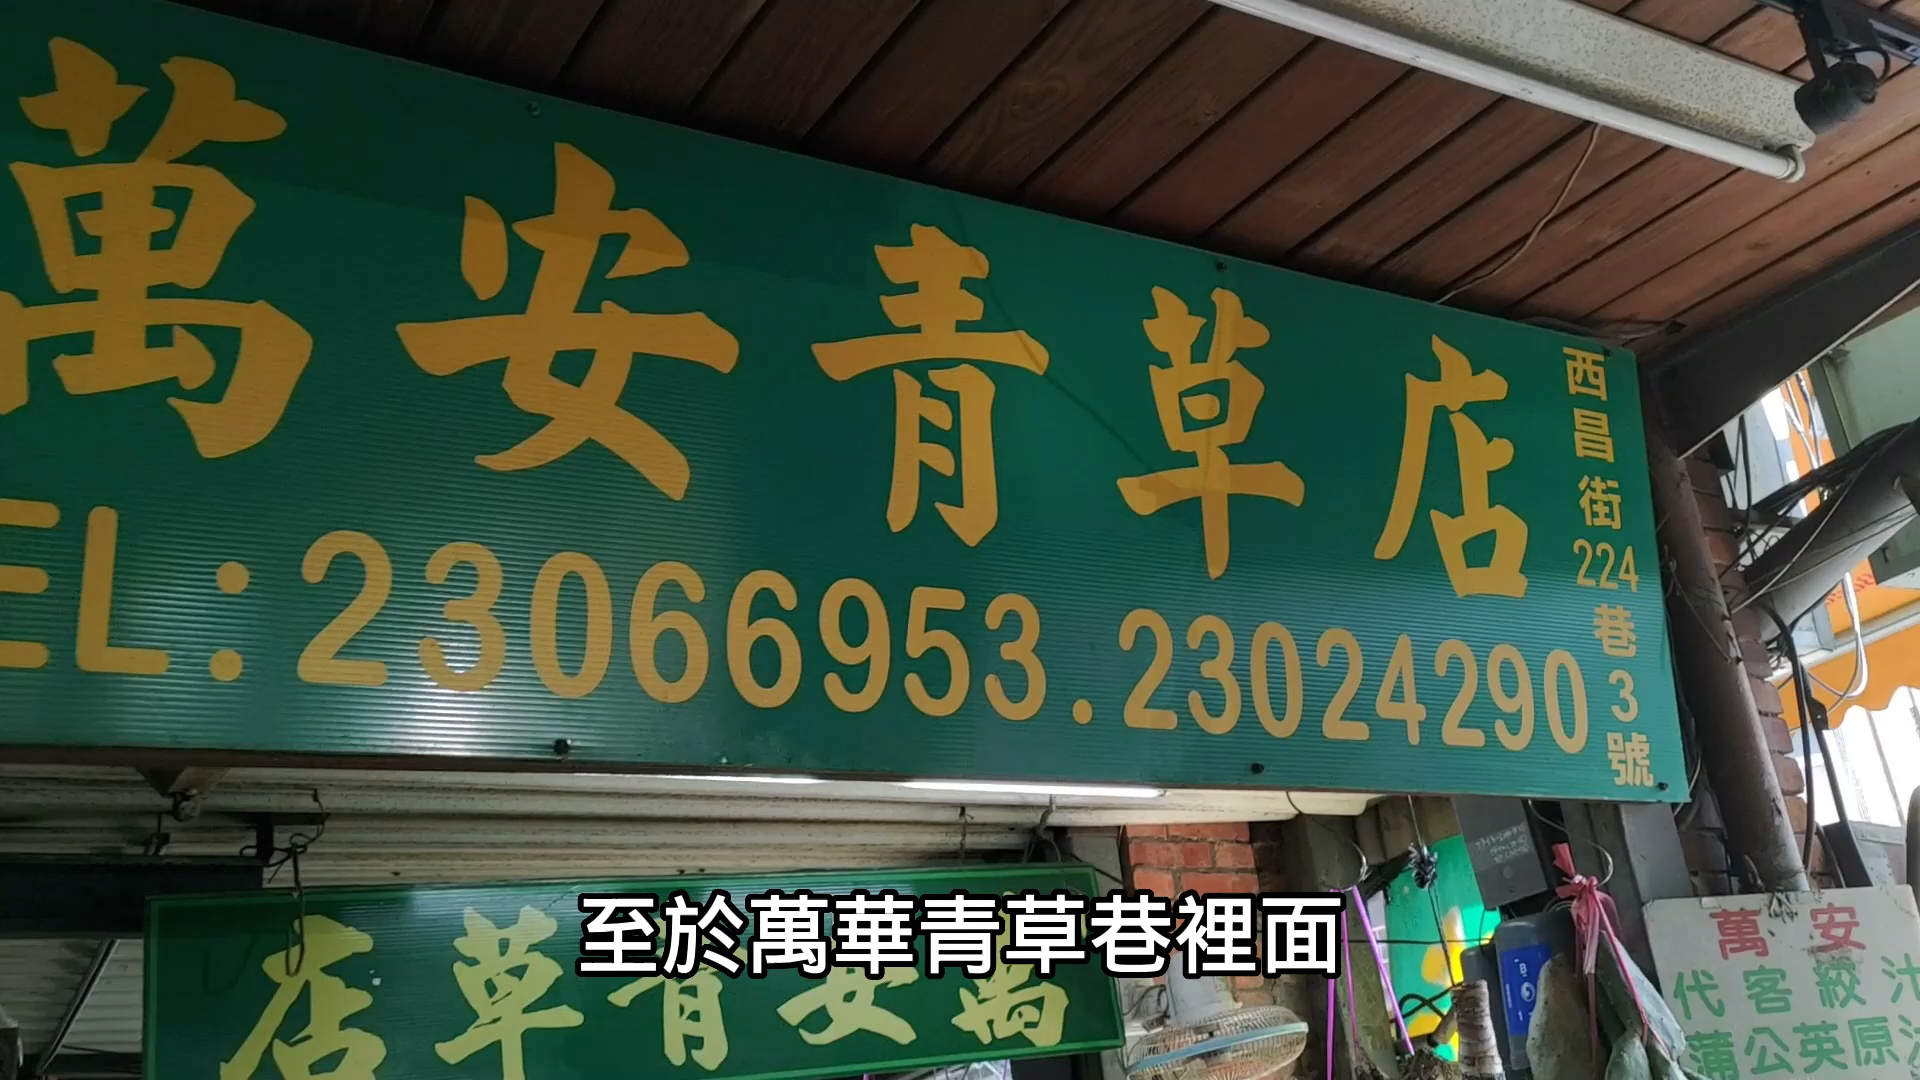 萬安青草店
TEL:23066953.23024290
西昌街224巷3號
店草青安萬
至於萬華青草巷裡面
萬安
代客絞汁
蒲公英原汁